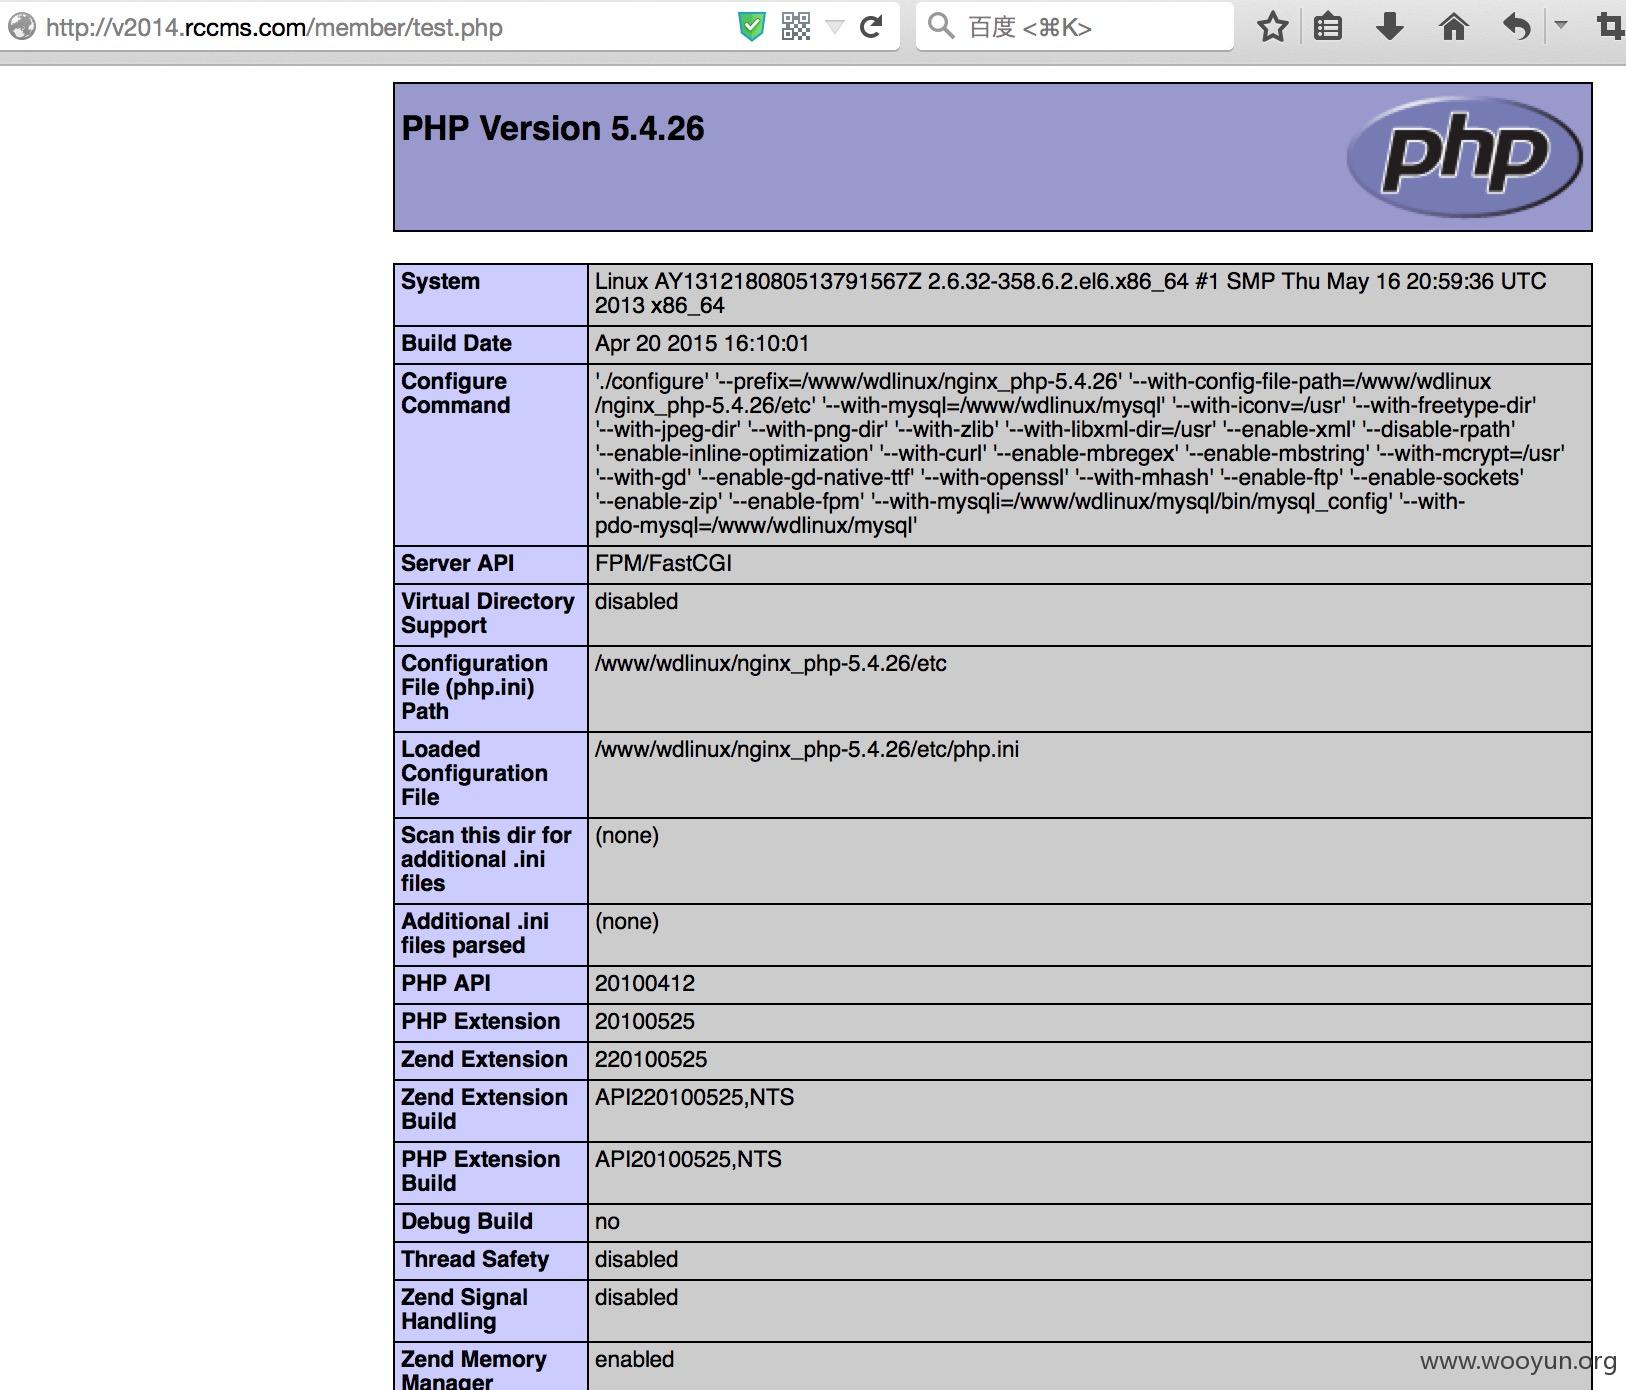 http://v2014.rccms.com/member/test.php
百度 <⌘K>
PHP Version 5.4.26
php
System
Linux AY131218080513791567Z 2.6.32-358.6.2.el6.x86_64 #1 SMP Thu May 16 20:59:36 UTC
2013 x86_64
Build Date
Apr 20 2015 16:10:01
Configure
Command
'./configure' '--prefix=/www/wdlinux/nginx_php-5.4.26' '--with-config-file-path=/www/wdlinux
/nginx_php-5.4.26/etc' '--with-mysql=/www/wdlinux/mysql' '--with-iconv=/usr' '--with-freetype-dir'
'--with-jpeg-dir' '--with-png-dir' '--with-zlib' '--with-libxml-dir=/usr' '--enable-xml' '--disable-rpath'
'--enable-inline-optimization' '--with-curl' '--enable-mbregex' '--enable-mbstring' '--with-mcrypt=/usr'
'--with-gd' '--enable-gd-native-ttf' '--with-openssl' '--with-mhash' '--enable-ftp' '--enable-sockets'
'--enable-zip' '--enable-fpm' '--with-mysqli=/www/wdlinux/mysql/bin/mysql_config' '--with-
pdo-mysql=/www/wdlinux/mysql'
Server API
FPM/FastCGI
Virtual Directory
Support
disabled
Configuration
File (php.ini)
Path
/www/wdlinux/nginx_php-5.4.26/etc
Loaded
Configuration
File
/www/wdlinux/nginx_php-5.4.26/etc/php.ini
Scan this dir for
additional .ini
files
(none)
Additional .ini
files parsed
(none)
PHP API
20100412
PHP Extension
20100525
Zend Extension
220100525
Zend Extension
Build
API220100525,NTS
PHP Extension
Build
API20100525,NTS
Debug Build
no
Thread Safety
disabled
Zend Signal
Handling
disabled
Zend Memory
Manager
enabled
www.wooyun.org